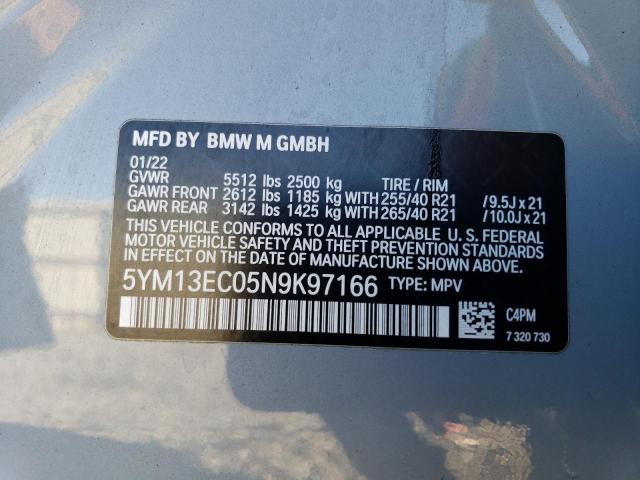 MFD BY BMW M GMBH
01/22
GVWR 5512 lbs 2500 kg TIRE / RIM
GAWR FRONT 2612 lbs 1185 kg WITH 255/40 R21 /9.5J x 21
GAWR REAR 3142 lbs 1425 kg WITH 265/40 R21 /10.0J x 21
THIS VEHICLE CONFORMS TO ALL APPLICABLE U. S. FEDERAL
MOTOR VEHICLE SAFETY AND THEFT PREVENTION STANDARDS IN
EFFECT ON THE DATE OF MANUFACTURE SHOWN ABOVE.
5YM13EC05N9K97166 TYPE: MPV
C4PM
7 320 730